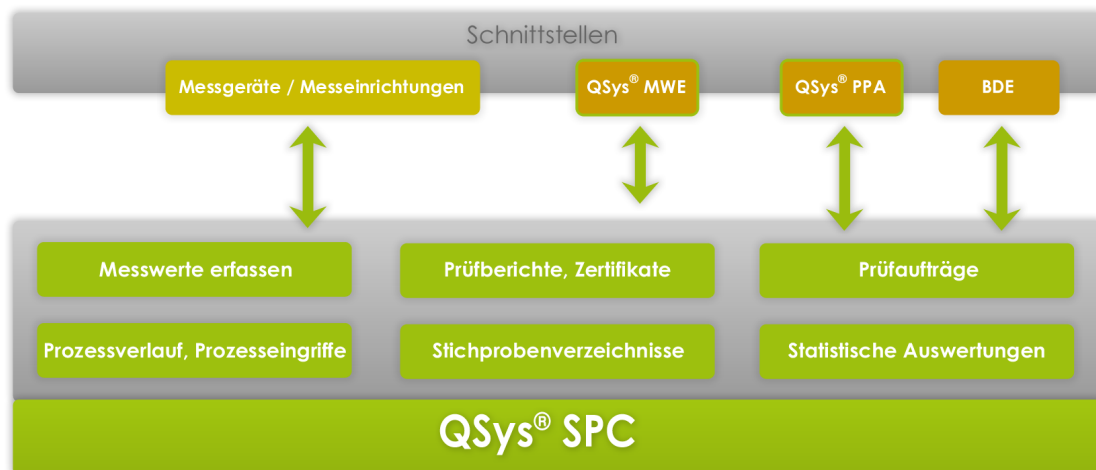 Schnittstellen
Messgeräte / Messeinrichtungen
QSys® MWE
QSys® PPA
BDE
Messwerte erfassen
Prüfberichte, Zertifikate
Prüfaufträge
Prozessverlauf, Prozesseingriffe
Stichprobenverzeichnisse
Statistische Auswertungen
QSys® SPC